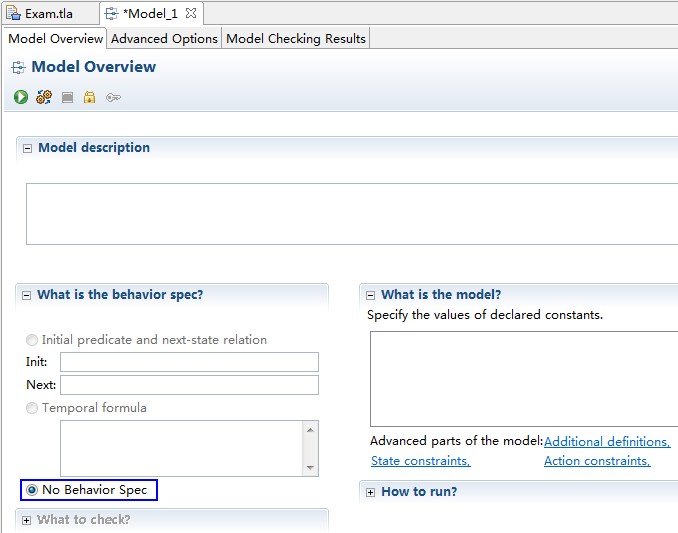 Exam.tla
*Model_1
Model Overview
Advanced Options
Model Checking Results
Model Overview
Model description
What is the behavior spec?
Initial predicate and next-state relation
Init:
Next:
Temporal formula
No Behavior Spec
What to check?
What is the model?
Specify the values of declared constants.
Advanced parts of the model: Additional definitions,
State constraints, Action constraints,
How to run?